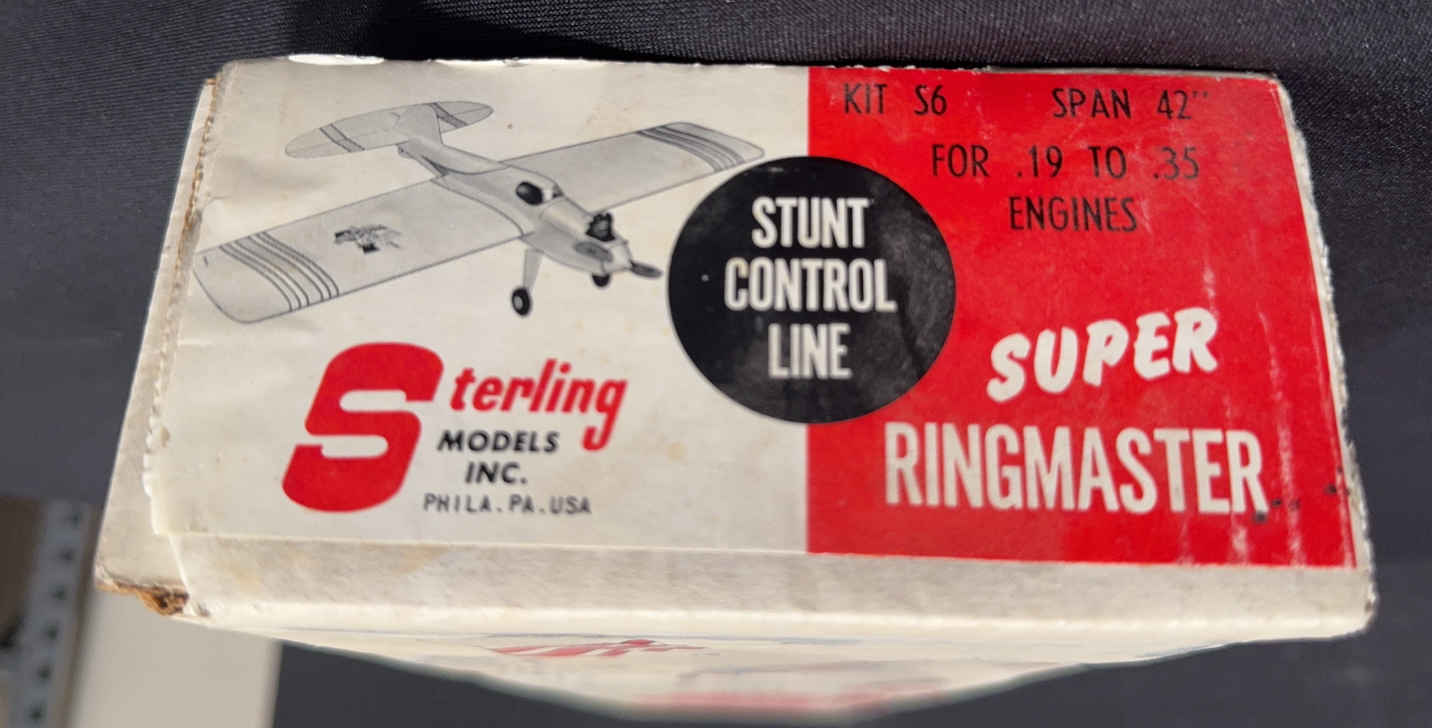 KIT S6 SPAN 42"
FOR .19 TO .35
ENGINES
STUNT
CONTROL
LINE
SUPER
RINGMASTER
Sterling
MODELS
INC.
PHILA. PA. USA